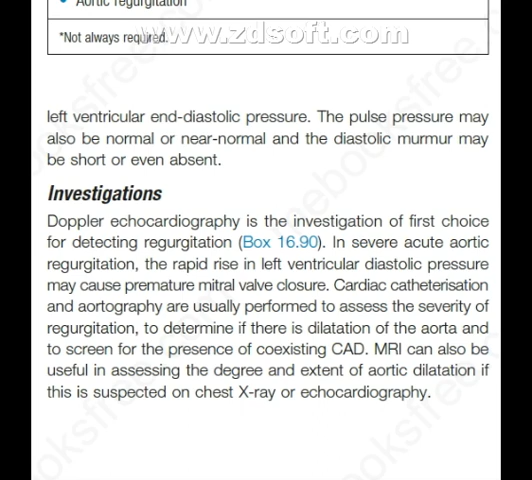 • Aortic regurgitation
*Not always required.
www.zdsoft.com
left ventricular end-diastolic pressure. The pulse pressure may
also be normal or near-normal and the diastolic murmur may
be short or even absent.
Investigations
Doppler echocardiography is the investigation of first choice
for detecting regurgitation (Box 16.90). In severe acute aortic
regurgitation, the rapid rise in left ventricular diastolic pressure
may cause premature mitral valve closure. Cardiac catheterisation
and aortography are usually performed to assess the severity of
regurgitation, to determine if there is dilatation of the aorta and
to screen for the presence of coexisting CAD. MRI can also be
useful in assessing the degree and extent of aortic dilatation if
this is suspected on chest X-ray or echocardiography.